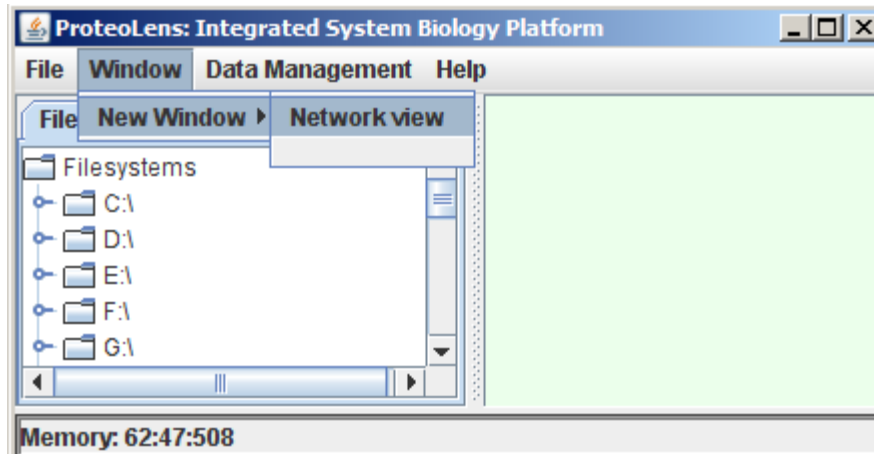 ProteoLens: Integrated System Biology Platform
File Window Data Management Help
File New Window Network view
Filesystems
C:\
D:\
E:\
F:\
G:\
Memory: 62:47:508